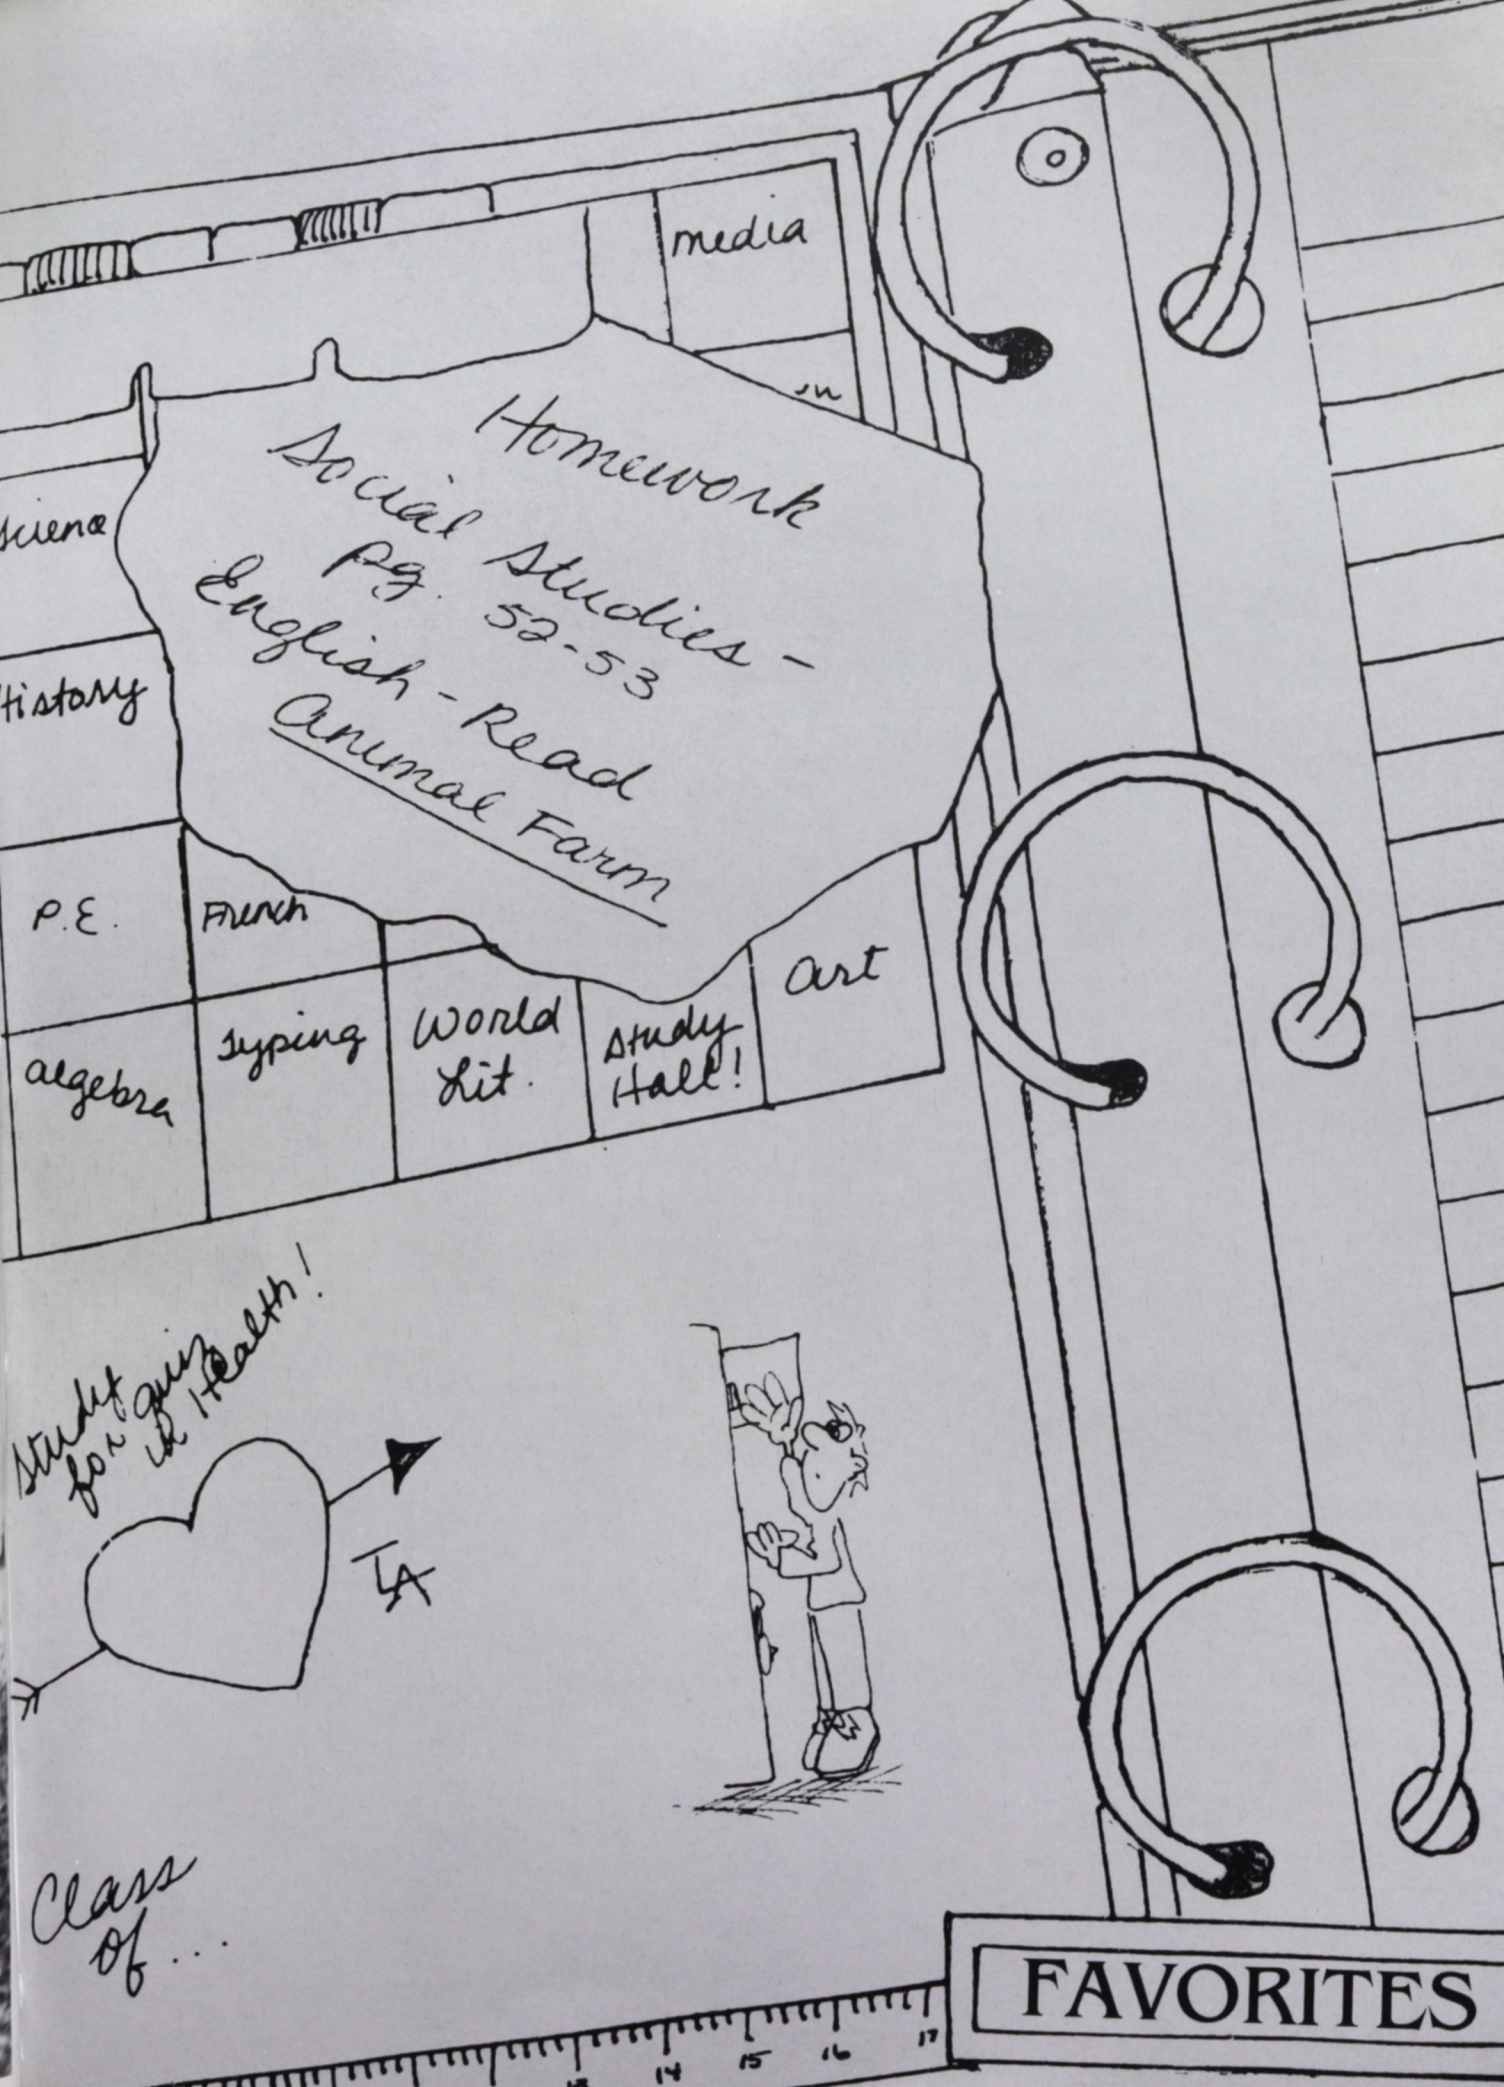 media
Homework
Social Studies -
pg. 52-53
English - Read
Animal Farm
Science
History
P.E.
French
Art
Algebra
Typing
World
Lit.
Study
Hall!
Study
for quiz
in Health!
LA
Class
of...
FAVORITES
14 15 16 17